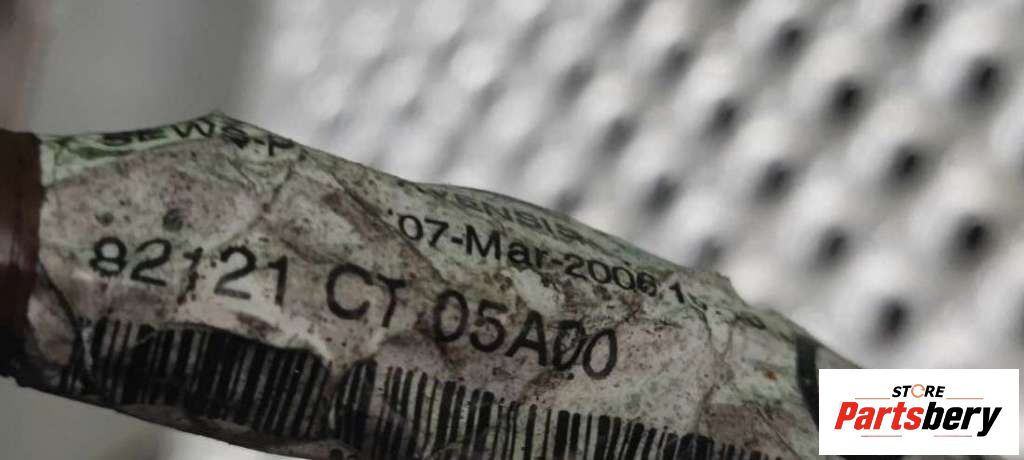 SEWS-P
07-Mar-2006
82121 CT 05A00
STORE
Partsbery